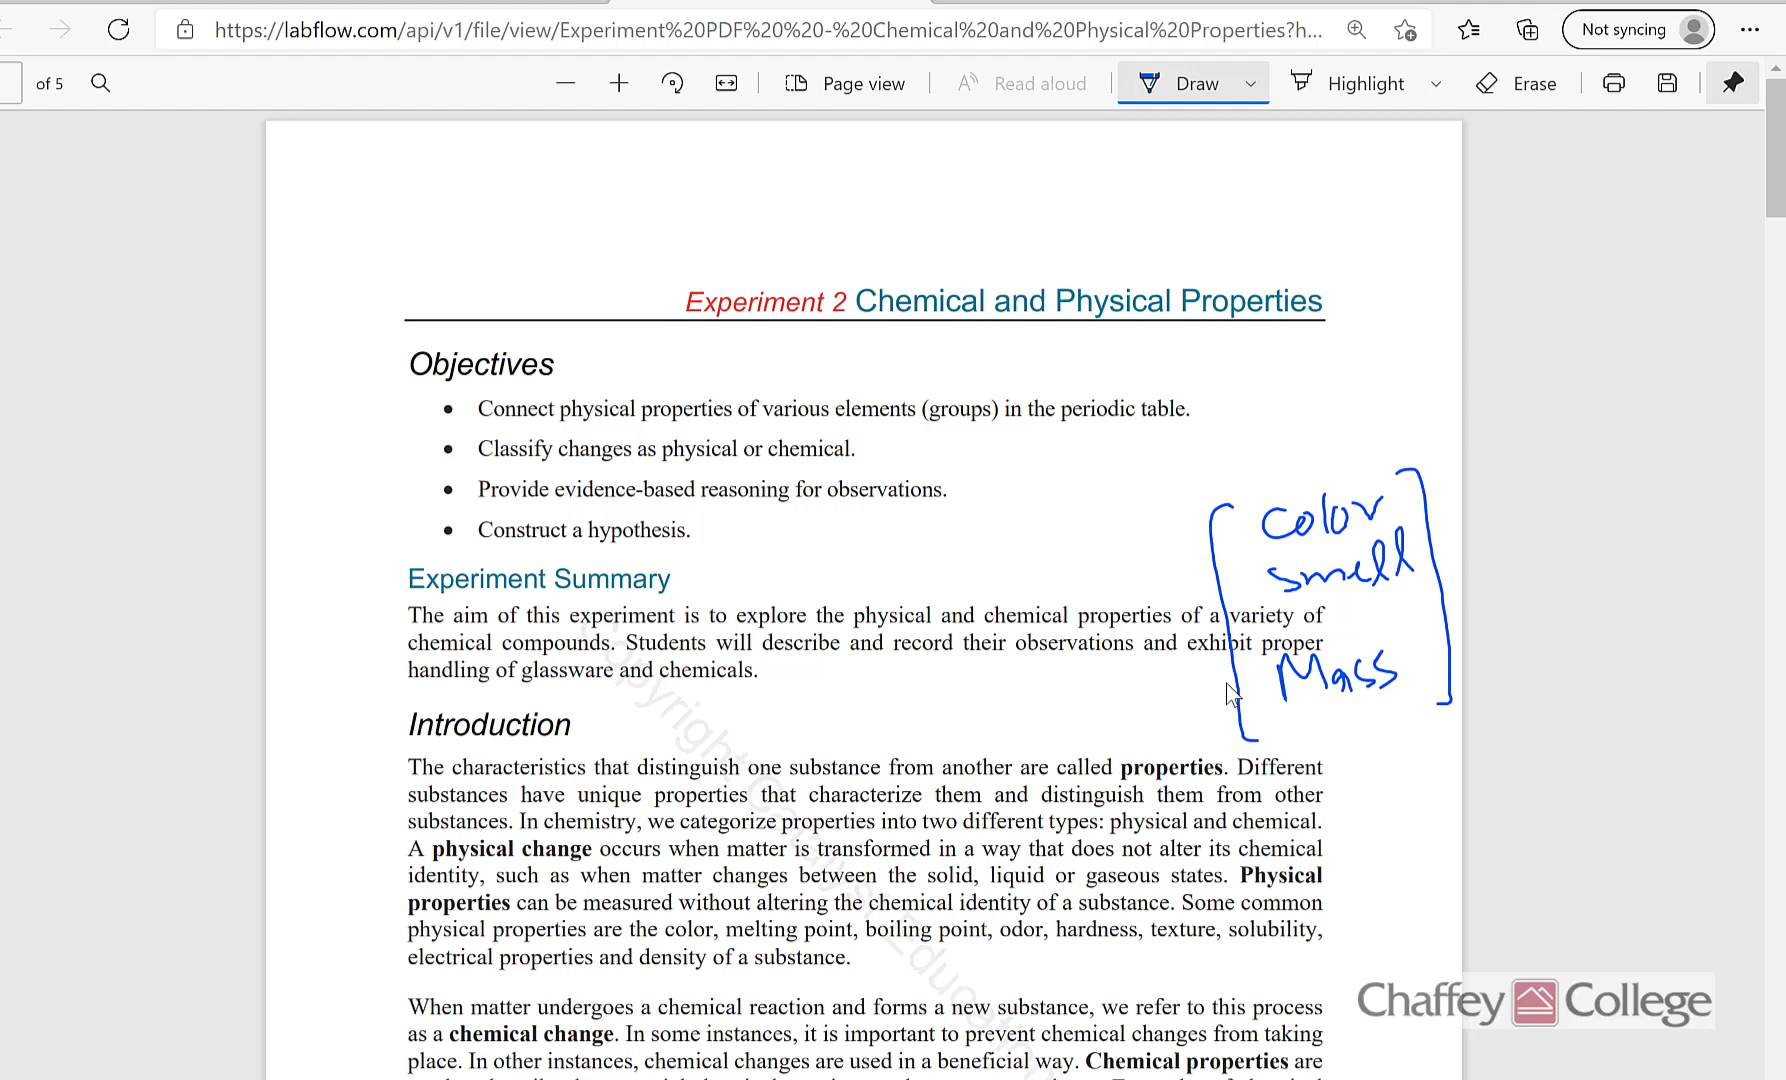 https://labflow.com/api/v1/file/view/Experiment%20PDF%20%20-%20Chemical%20and%20Physical%20Properties?h...
Not syncing
of 5
Page view
Read aloud
Draw
Highlight
Erase
Experiment 2 Chemical and Physical Properties
Objectives
• Connect physical properties of various elements (groups) in the periodic table.
• Classify changes as physical or chemical.
• Provide evidence-based reasoning for observations.
• Construct a hypothesis.
color
smell
Mass
Experiment Summary
The aim of this experiment is to explore the physical and chemical properties of a variety of
chemical compounds. Students will describe and record their observations and exhibit proper
handling of glassware and chemicals.
Introduction
The characteristics that distinguish one substance from another are called properties. Different
substances have unique properties that characterize them and distinguish them from other
substances. In chemistry, we categorize properties into two different types: physical and chemical.
A physical change occurs when matter is transformed in a way that does not alter its chemical
identity, such as when matter changes between the solid, liquid or gaseous states. Physical
properties can be measured without altering the chemical identity of a substance. Some common
physical properties are the color, melting point, boiling point, odor, hardness, texture, solubility,
electrical properties and density of a substance.
When matter undergoes a chemical reaction and forms a new substance, we refer to this process
as a chemical change. In some instances, it is important to prevent chemical changes from taking
place. In other instances, chemical changes are used in a beneficial way. Chemical properties are
Copyright Catalyst Education
Chaffey College